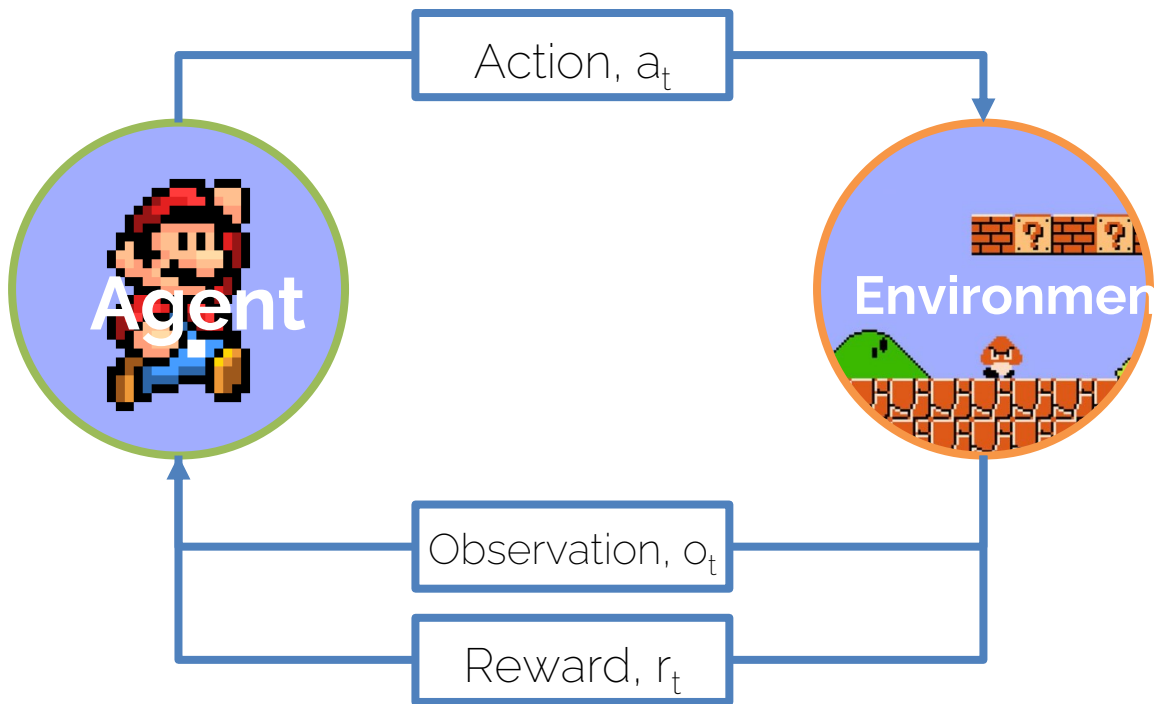 Action, aₜ
Agent
Environmen
Observation, oₜ
Reward, rₜ
? ?